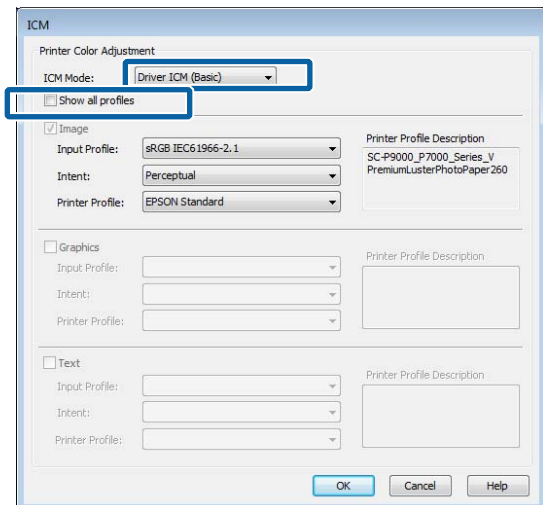 ICM
Printer Color Adjustment
ICM Mode: Driver ICM (Basic)
Show all profiles
Image
Input Profile: sRGB IEC61966-2.1
Intent: Perceptual
Printer Profile: EPSON Standard
Printer Profile Description
SC-P9000_P7000_Series_V
PremiumLusterPhotoPaper260
Graphics
Input Profile:
Intent:
Printer Profile:
Printer Profile Description
Text
Input Profile:
Intent:
Printer Profile:
Printer Profile Description
OK Cancel Help